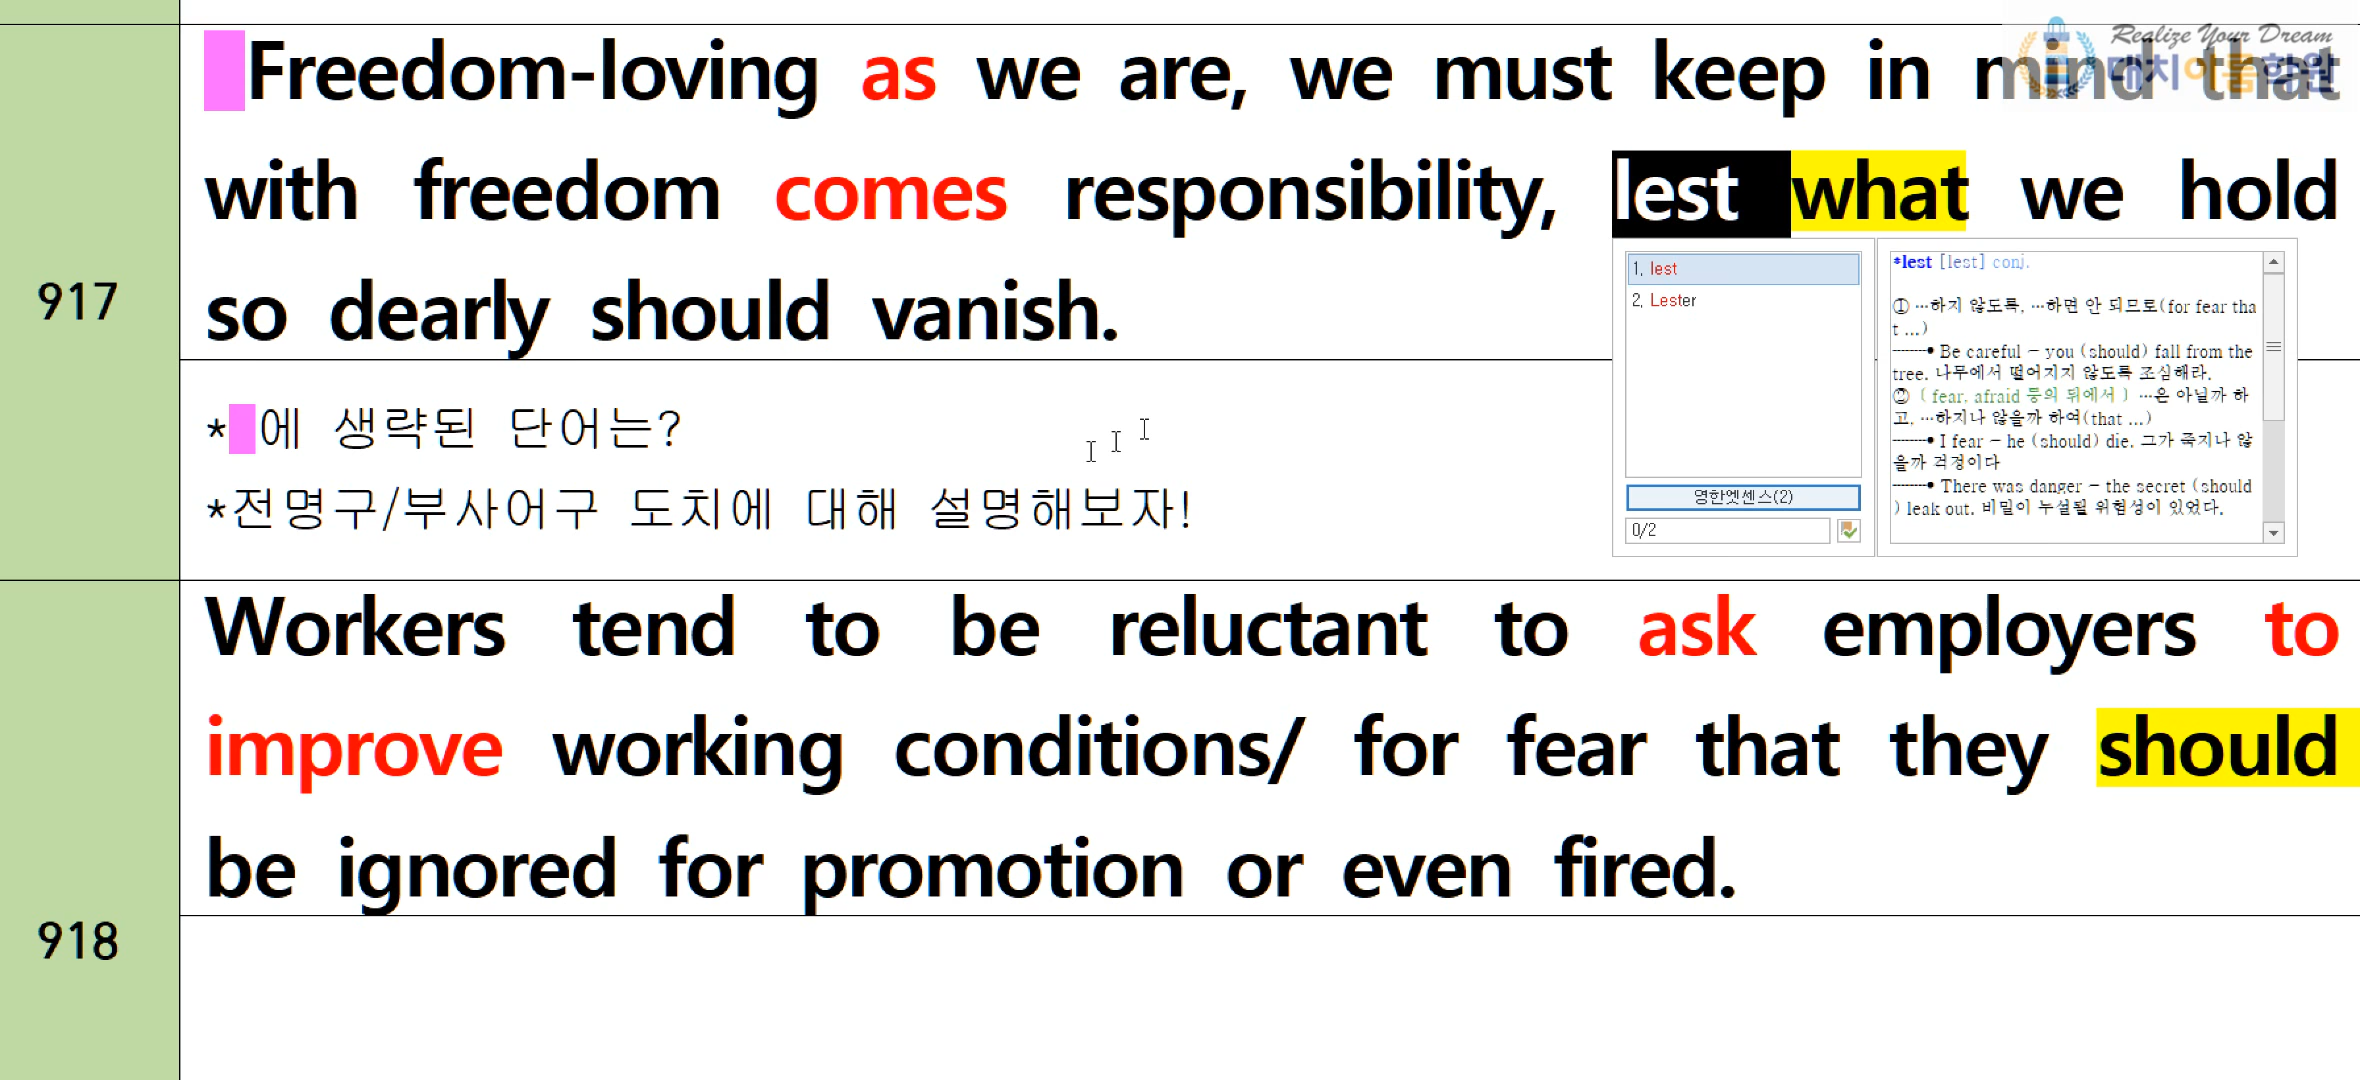 Realize Your Dream
대치이룸학원
Freedom-loving as we are, we must keep in mind that
with freedom comes responsibility, lest what we hold
917
so dearly should vanish.
1, lest
2, Lester
영한엣센스(2)
0/2
*lest [lest] conj.
① …하지 않도록, …하면 안 되므로(for fear tha
t …)
Be careful – you (should) fall from the
tree. 나무에서 떨어지지 않도록 조심해라.
② [ fear, afraid 등의 뒤에서 ] …은 아닐까 하
고, …하지나 않을까 하여(that …)
I fear – he (should) die. 그가 죽지나 않
을까 걱정이다
There was danger – the secret (should
) leak out. 비밀이 누설될 위험성이 있었다.
* 에 생략된 단어는?
*전명구/부사어구 도치에 대해 설명해보자!
Workers tend to be reluctant to ask employers to
improve working conditions/ for fear that they should
be ignored for promotion or even fired.
918